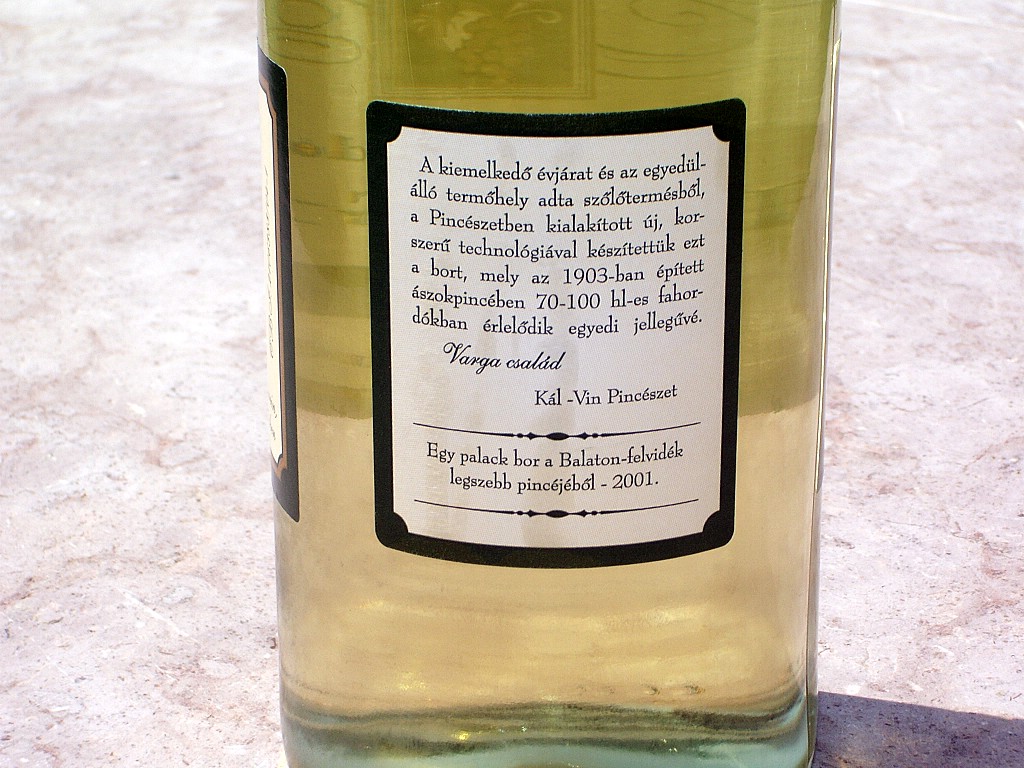 A kiemelkedő évjárat és az egyedül-
álló termőhely adta szőlőtermésből,
a Pincészetben kialakított új, kor-
szerű technológiával készítettük ezt
a bort, mely az 1903-ban épített
ászokpincében 70-100 hl-es fahor-
dókban érlelődik egyedi jellegűvé.
Varga család
Kál -Vin Pincészet
Egy palack bor a Balaton-felvidék
legszebb pincéjéből - 2001.